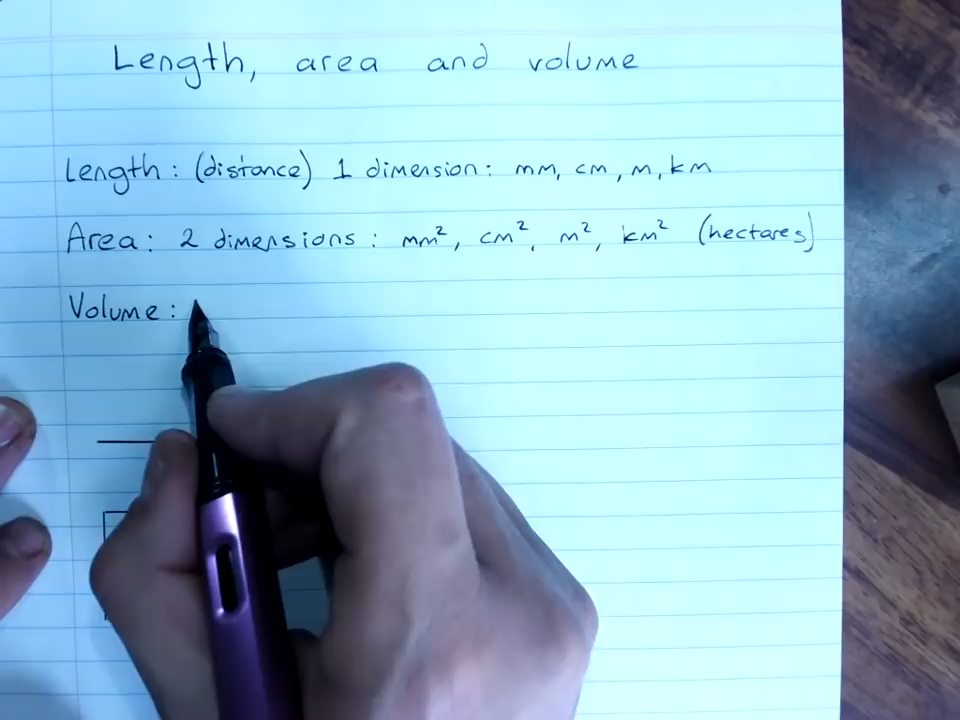 Length, area and volume
Length: (distance) 1 dimension: mm, cm, m, km
Area: 2 dimensions: mm², cm², m², km² (hectares)
Volume: